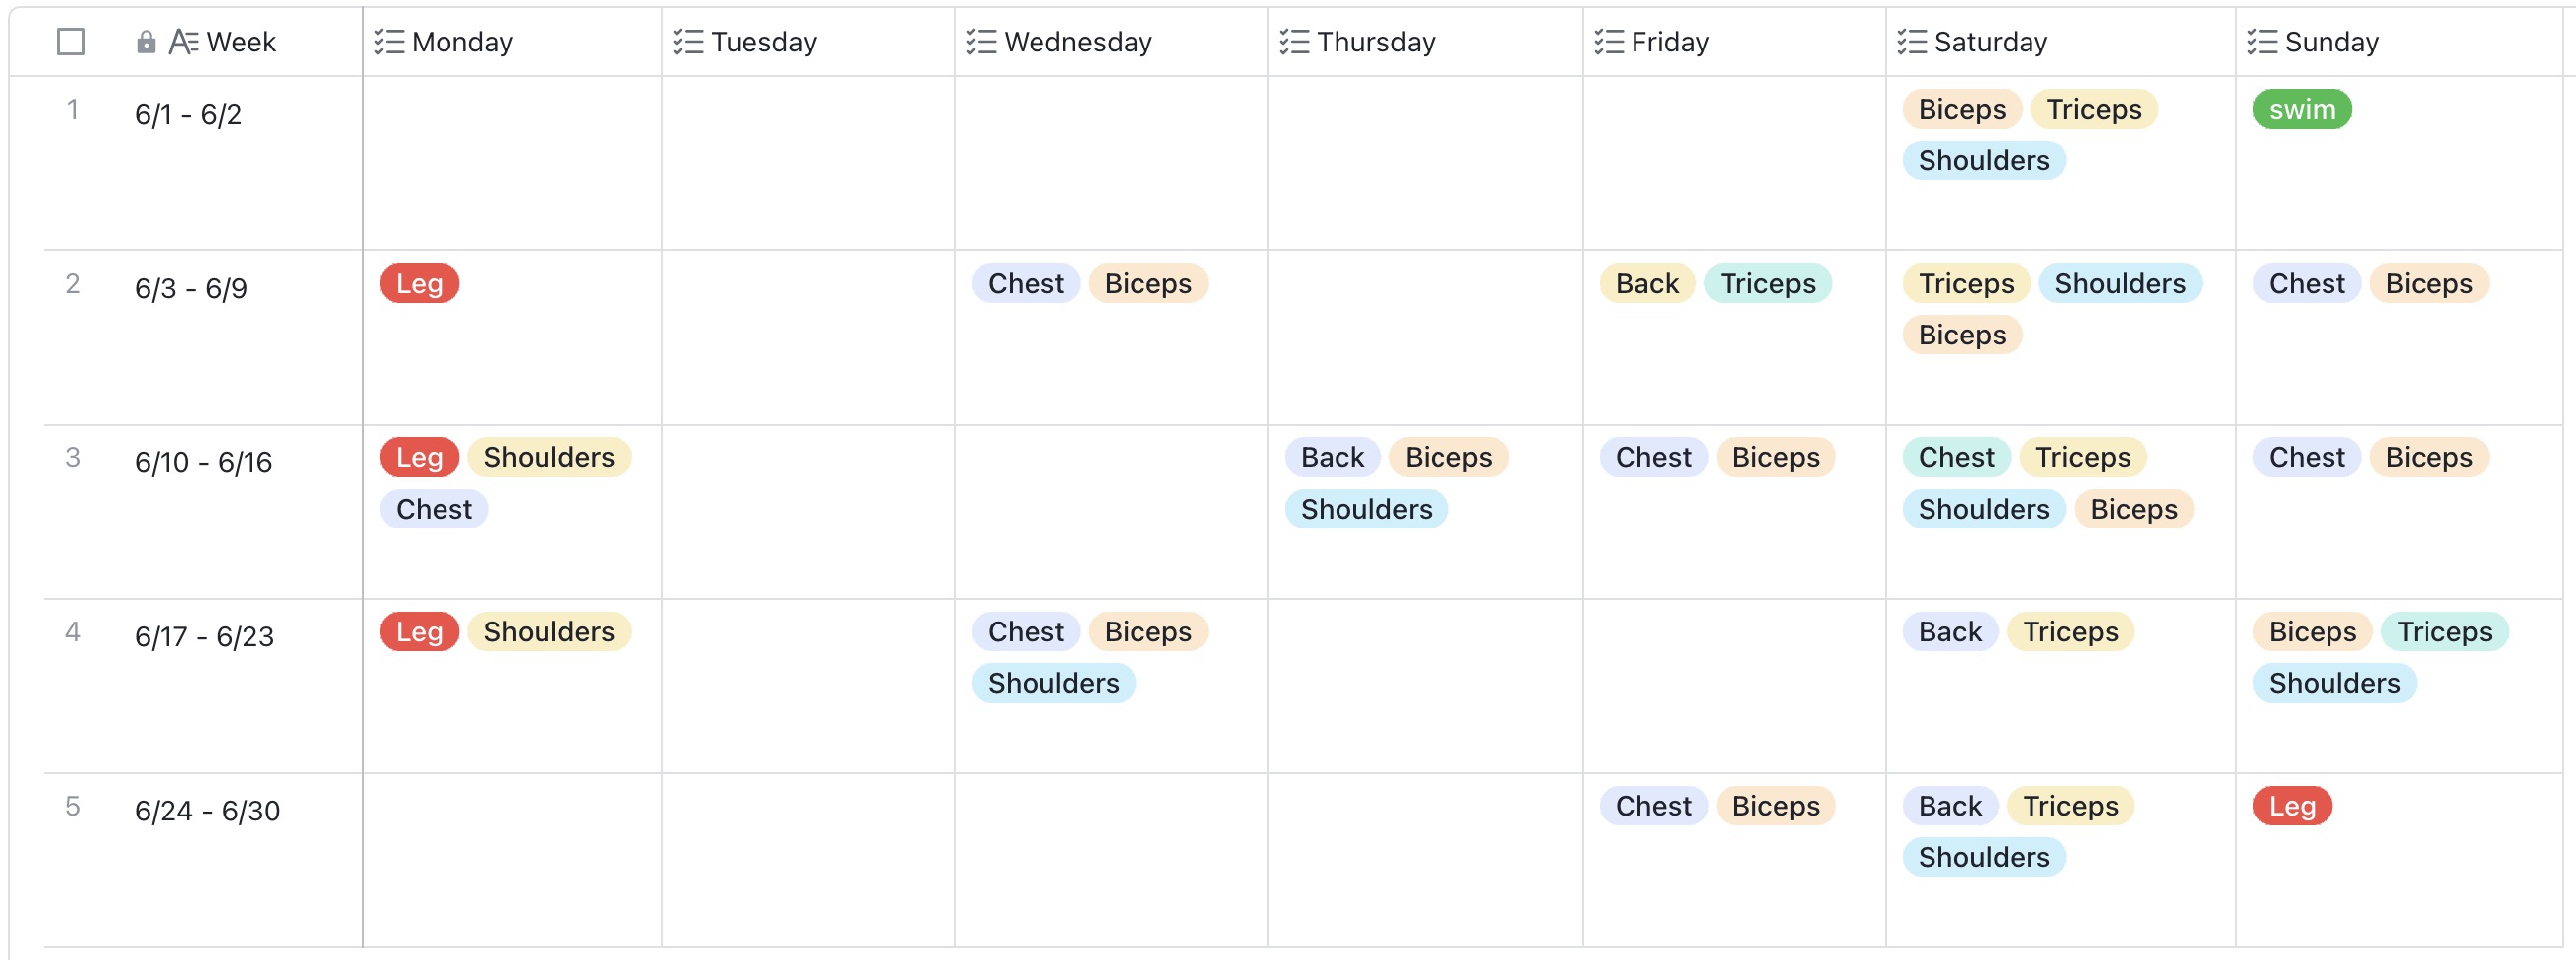 Week Monday Tuesday Wednesday Thursday Friday Saturday Sunday
1 6/1 - 6/2 Biceps Triceps swim
Shoulders
2 6/3 - 6/9 Leg Chest Biceps Back Triceps Triceps Shoulders Chest Biceps
Biceps
3 6/10 - 6/16 Leg Shoulders Back Biceps Chest Biceps Chest Triceps Chest Biceps
Chest Shoulders Shoulders Biceps
4 6/17 - 6/23 Leg Shoulders Chest Biceps Back Triceps Biceps Triceps
Shoulders Shoulders
5 6/24 - 6/30 Chest Biceps Back Triceps Leg
Shoulders